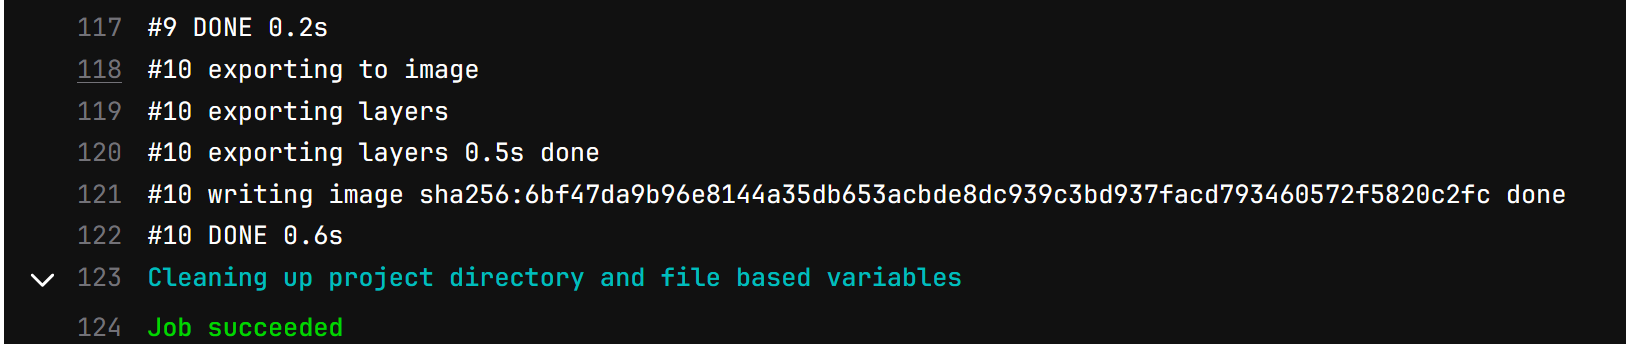 117 #9 DONE 0.2s
118 #10 exporting to image
119 #10 exporting layers
120 #10 exporting layers 0.5s done
121 #10 writing image sha256:6bf47da9b96e8144a35db653acbde8dc939c3bd937facd793460572f5820c2fc done
122 #10 DONE 0.6s
123 Cleaning up project directory and file based variables
124 Job succeeded